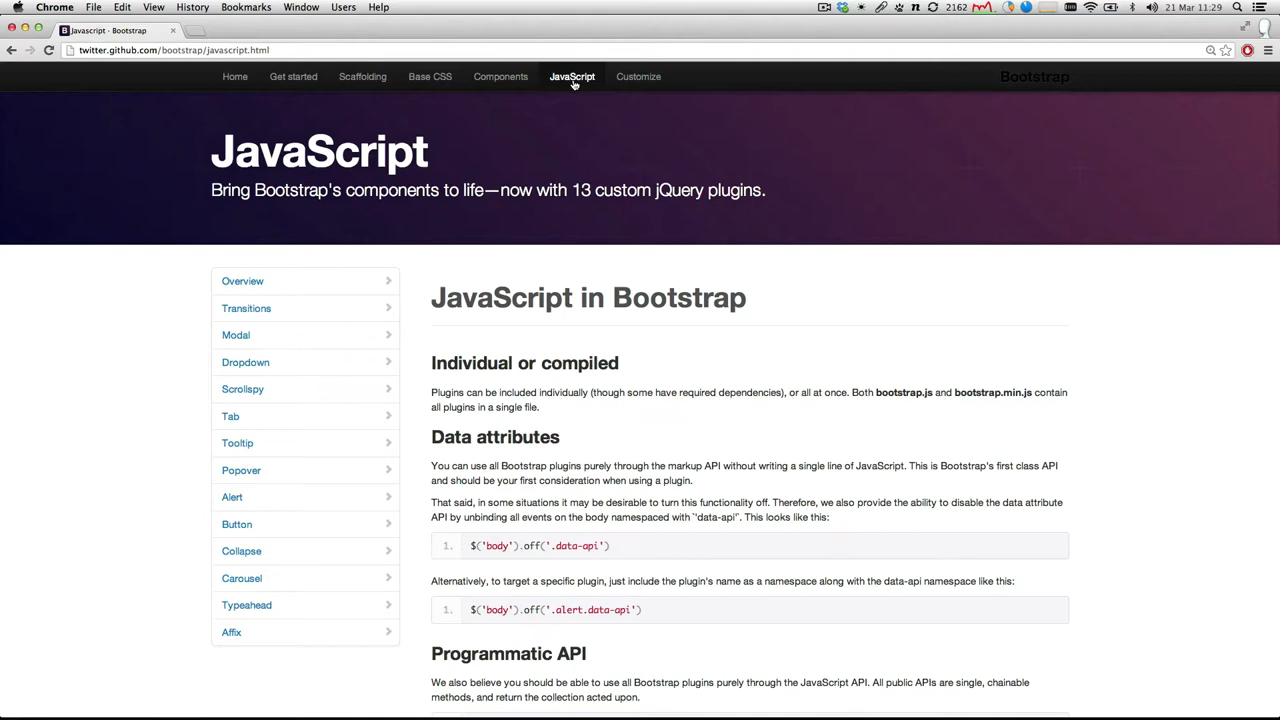 Chrome File Edit View History Bookmarks Window Users Help 2162 21 Mar 11:29
Javascript · Bootstrap
twitter.github.com/bootstrap/javascript.html
Home Get started Scaffolding Base CSS Components JavaScript Customize Bootstrap
JavaScript
Bring Bootstrap's components to life—now with 13 custom jQuery plugins.
Overview
Transitions
Modal
Dropdown
Scrollspy
Tab
Tooltip
Popover
Alert
Button
Collapse
Carousel
Typeahead
Affix
JavaScript in Bootstrap
Individual or compiled
Plugins can be included individually (though some have required dependencies), or all at once. Both bootstrap.js and bootstrap.min.js contain
all plugins in a single file.
Data attributes
You can use all Bootstrap plugins purely through the markup API without writing a single line of JavaScript. This is Bootstrap's first class API
and should be your first consideration when using a plugin.
That said, in some situations it may be desirable to turn this functionality off. Therefore, we also provide the ability to disable the data attribute
API by unbinding all events on the body namespaced with `'data-api'`. This looks like this:
1. $('body').off('.data-api')
Alternatively, to target a specific plugin, just include the plugin's name as a namespace along with the data-api namespace like this:
1. $('body').off('.alert.data-api')
Programmatic API
We also believe you should be able to use all Bootstrap plugins purely through the JavaScript API. All public APIs are single, chainable
methods, and return the collection acted upon.